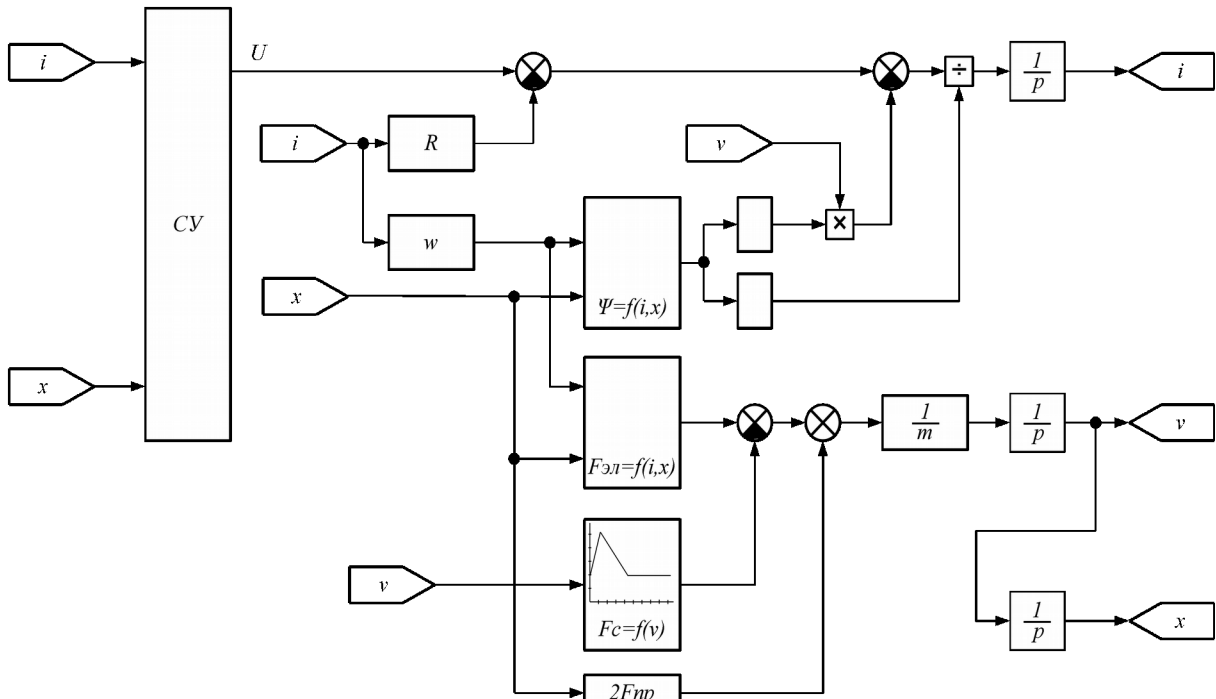 i
x
СУ
U
i
R
w
x
v
÷
×
1
p
i
Ψ=f(i,x)
Fэл=f(i,x)
v
Fc=f(v)
2Fпр
1
m
1
p
v
1
p
x